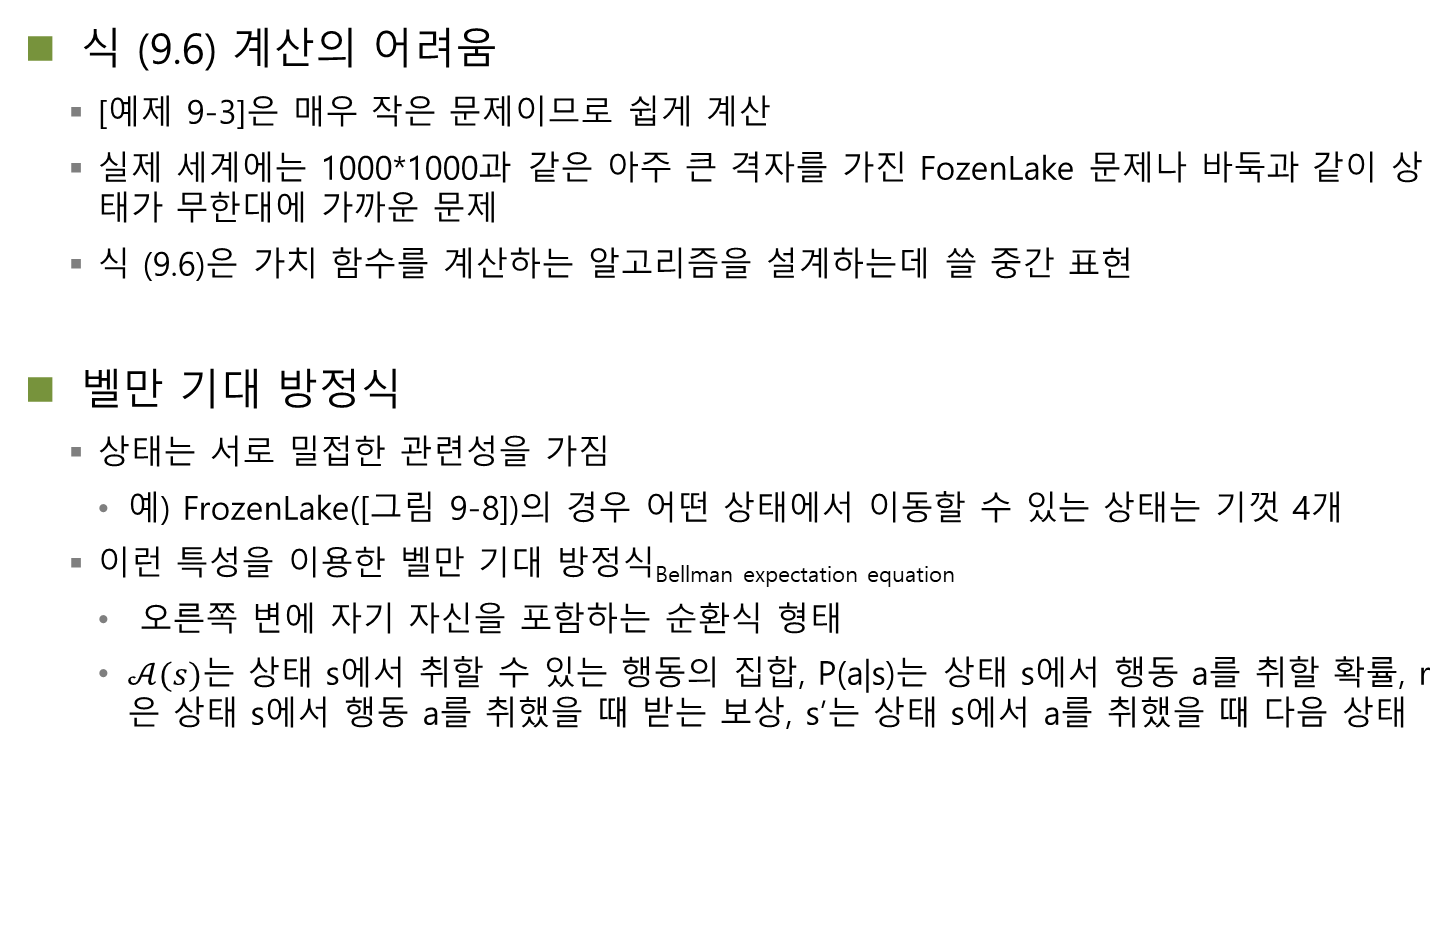 ■ 식 (9.6) 계산의 어려움
▪ [예제 9-3]은 매우 작은 문제이므로 쉽게 계산
▪ 실제 세계에는 1000*1000과 같은 아주 큰 격자를 가진 FozenLake 문제나 바둑과 같이 상
태가 무한대에 가까운 문제
▪ 식 (9.6)은 가치 함수를 계산하는 알고리즘을 설계하는데 쓸 중간 표현
■ 벨만 기대 방정식
▪ 상태는 서로 밀접한 관련성을 가짐
• 예) FrozenLake([그림 9-8])의 경우 어떤 상태에서 이동할 수 있는 상태는 기껏 4개
▪ 이런 특성을 이용한 벨만 기대 방정식Bellman expectation equation
• 오른쪽 변에 자기 자신을 포함하는 순환식 형태
• 𝒜(s)는 상태 s에서 취할 수 있는 행동의 집합, P(a|s)는 상태 s에서 행동 a를 취할 확률, r
은 상태 s에서 행동 a를 취했을 때 받는 보상, s’는 상태 s에서 a를 취했을 때 다음 상태